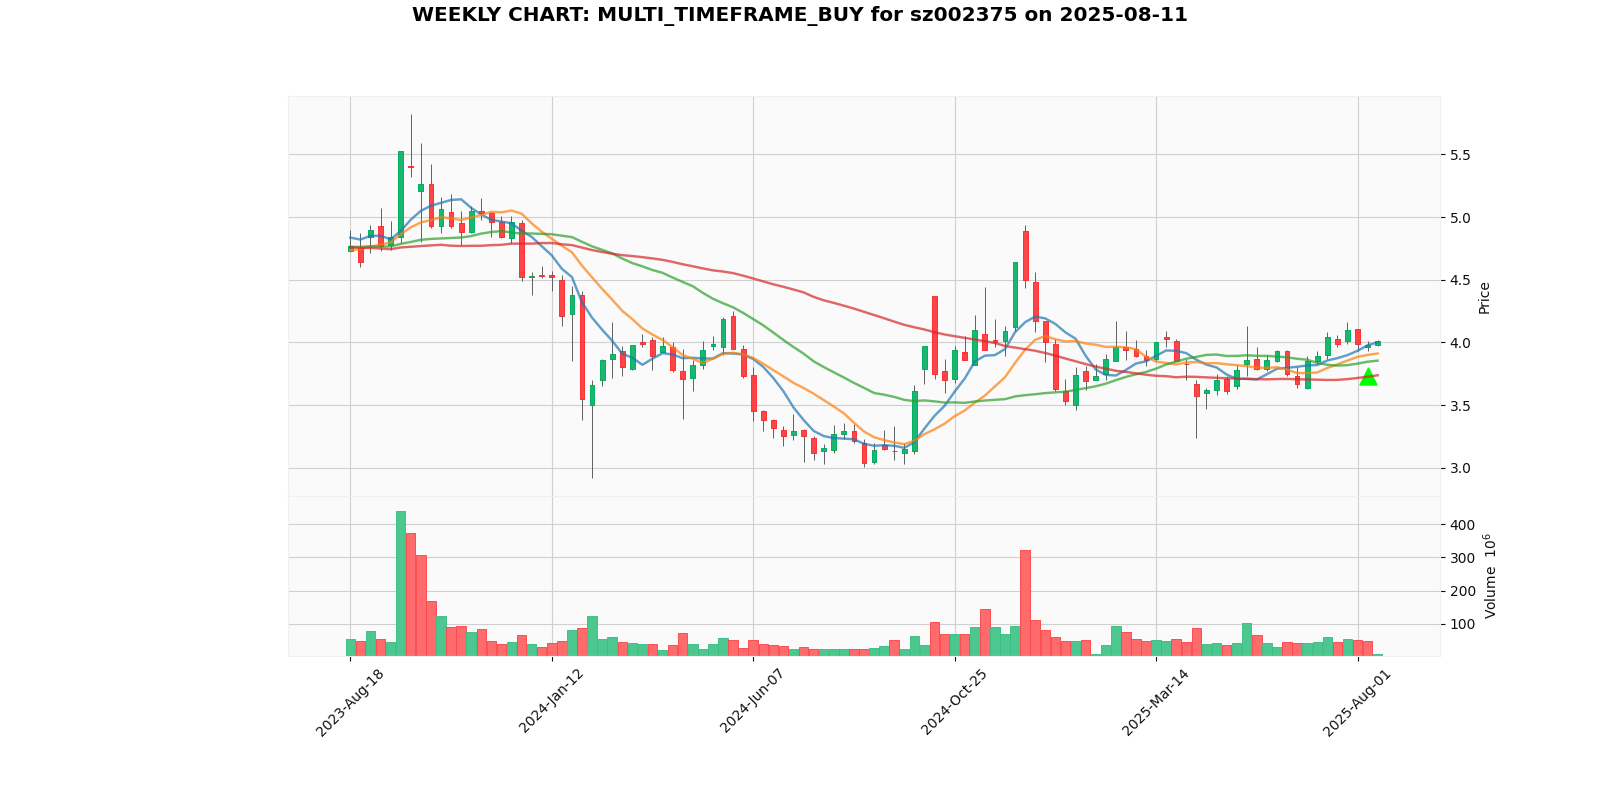 WEEKLY CHART: MULTI_TIMEFRAME_BUY for sz002375 on 2025-08-11
5.5
5.0
4.5
4.0
3.5
3.0
Price
400
300
200
100
Volume 10⁶
2023-Aug-18
2024-Jan-12
2024-Jun-07
2024-Oct-25
2025-Mar-14
2025-Aug-01